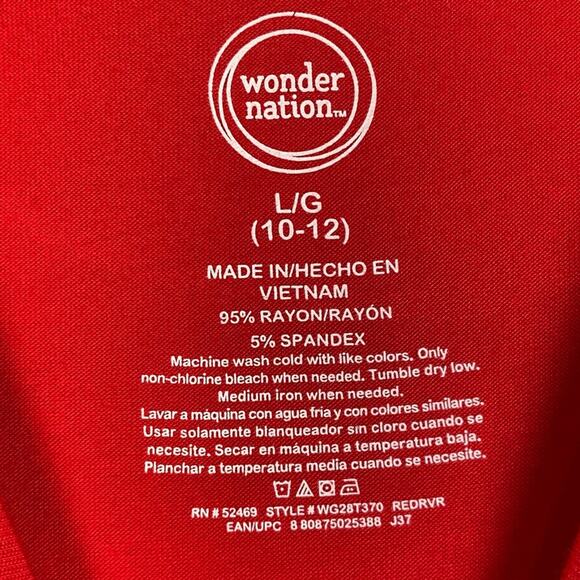 wonder
nation™
L/G
(10-12)
MADE IN/HECHO EN
VIETNAM
95% RAYON/RAYÓN
5% SPANDEX
Machine wash cold with like colors. Only
non-chlorine bleach when needed. Tumble dry low.
Medium iron when needed.
Lavar a máquina con agua fria y con colores similares.
Usar solamente blanqueador sin cloro cuando se
necesite. Secar en máquina a temperatura baja.
Planchar a temperatura media cuando se necesite.
RN # 52469 STYLE # WG28T370 REDRVR
EAN/UPC 8 80875025388 J37